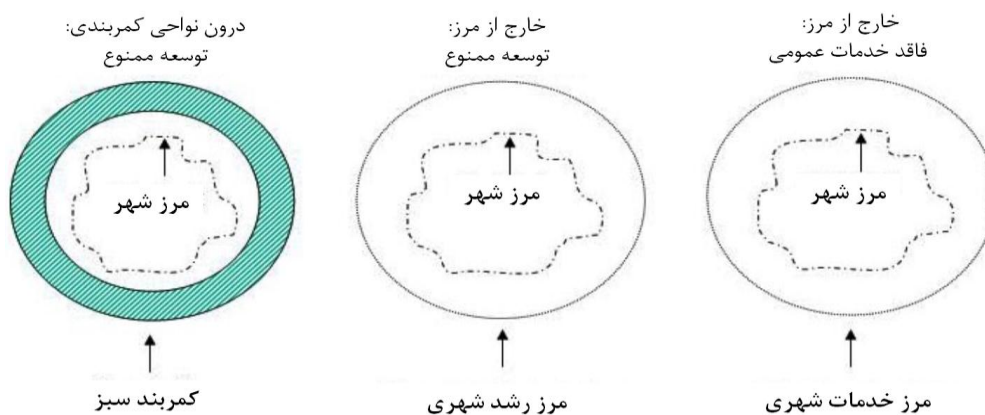 خارج از مرز:
فاقد خدمات عمومی
مرز شهر
مرز خدمات شهری
خارج از مرز:
توسعه ممنوع
مرز شهر
مرز رشد شهری
درون نواحی کمربندی:
توسعه ممنوع
مرز شهر
کمربند سبز